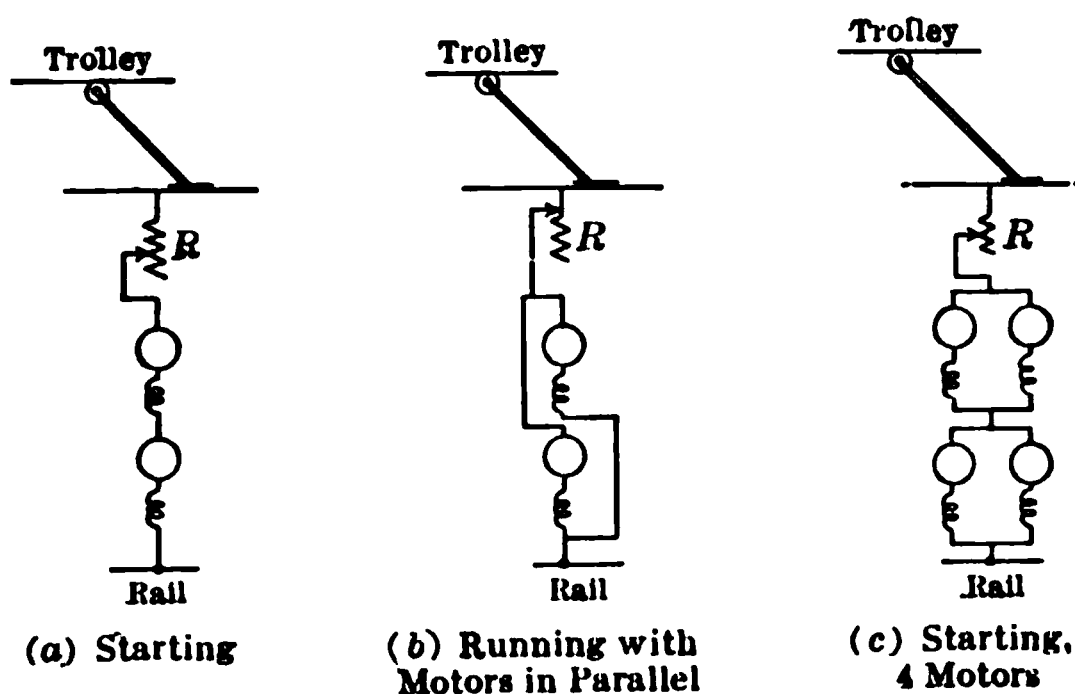 Trolley
Trolley
Trolley
R
R
R
Rail
Rail
Rail
(a) Starting
(b) Running with
Motors in Parallel
(c) Starting,
4 Motors